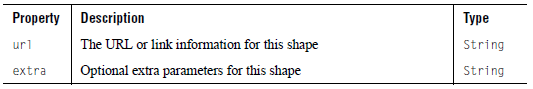 Property Description Type
url The URL or link information for this shape String
extra Optional extra parameters for this shape String